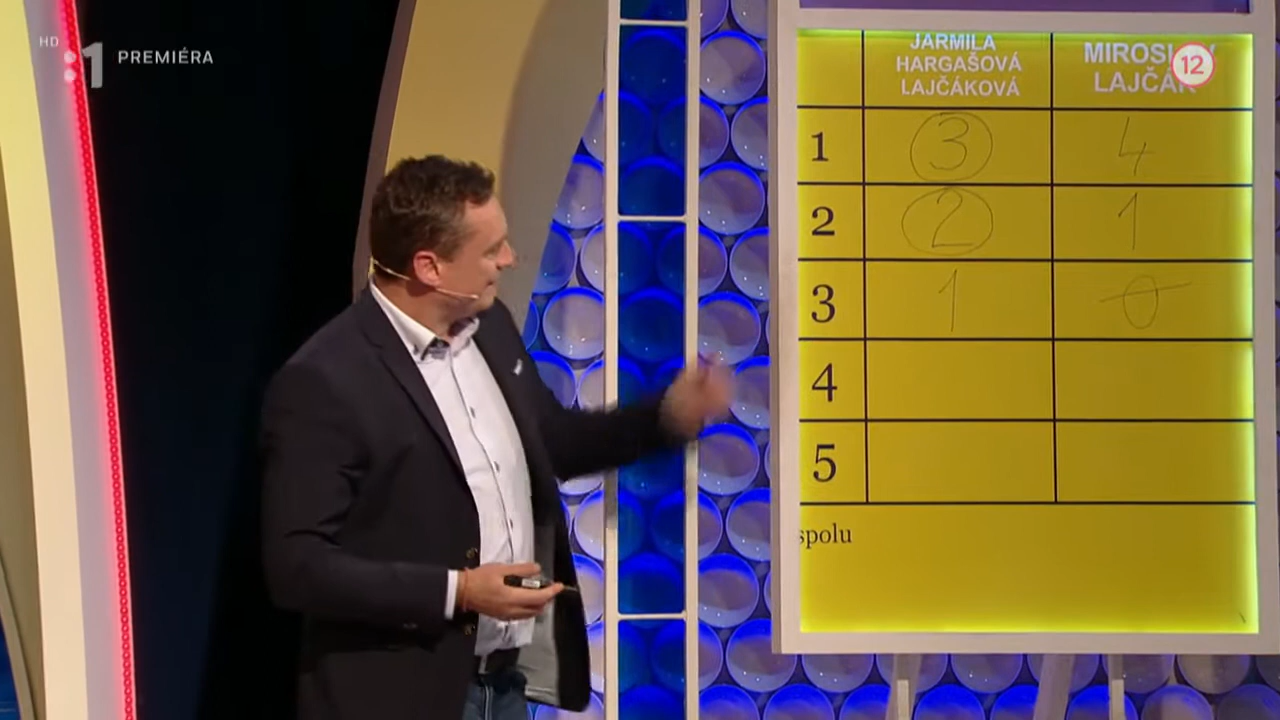 HD
:1 PREMIÉRA
JARMILA
HARGAŠOVÁ
LAJČÁKOVÁ
MIROSLAV
LAJČÁK
12
1 3 4
2 2 1
3 1 0
4
5
spolu